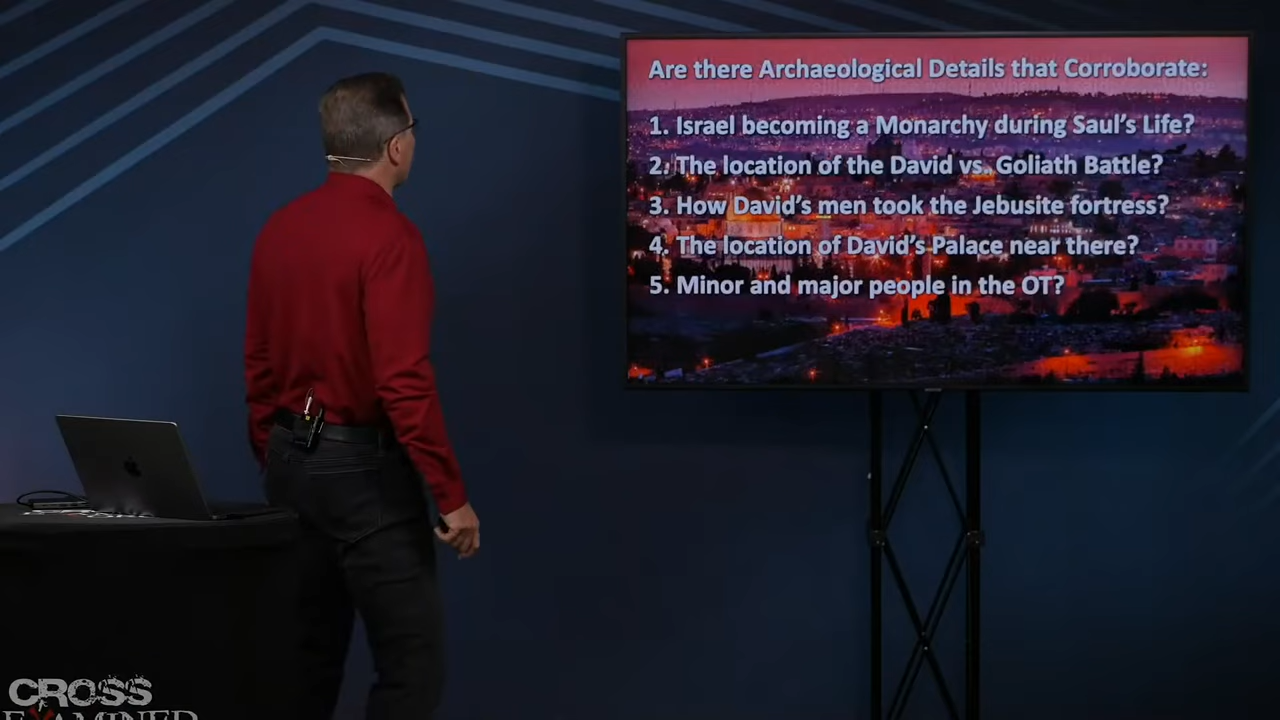 Are there Archaeological Details that Corroborate:
1. Israel becoming a Monarchy during Saul's Life?
2. The location of the David vs. Goliath Battle?
3. How David's men took the Jebusite fortress?
4. The location of David's Palace near there?
5. Minor and major people in the OT?
CROSS
EXAMINER